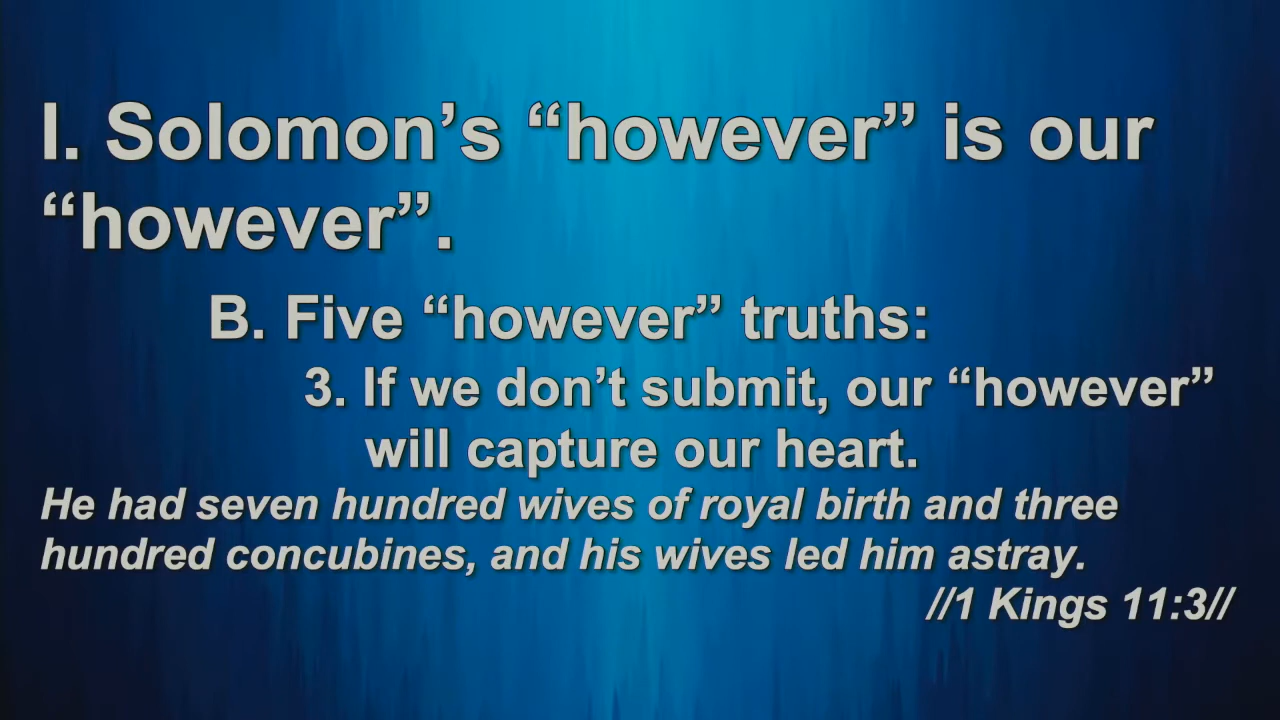 I. Solomon’s “however” is our
“however”.
B. Five “however” truths:
3. If we don’t submit, our “however”
will capture our heart.
He had seven hundred wives of royal birth and three
hundred concubines, and his wives led him astray.
//1 Kings 11:3//